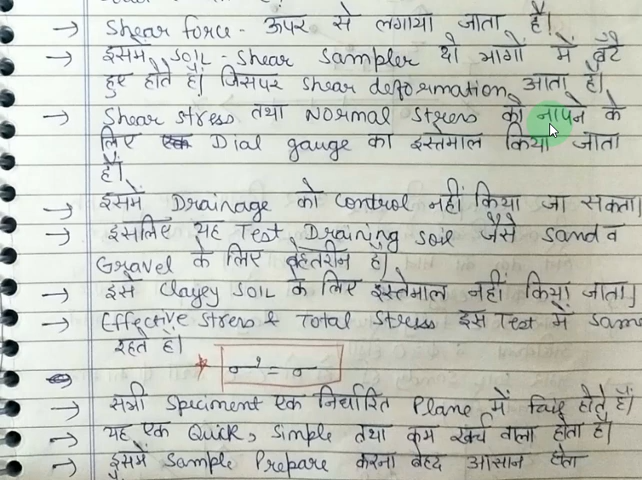 → Shear force - ऊपर से लगाया जाता है।
→ इसमें SOIL - Shear Sampler दो भागों में बँटे
हुए होते हैं। जिसपर Shear deformation आता है।
→ Shear stress तथा Normal Stress को नापने के
लिए Dial gauge का इस्तेमाल किया जाता
है।
→ इसमें Drainage को Control नहीं किया जा सकता।
→ इसलिए यह Test Draining Soil जैसे Sand व
Gravel के लिए बेहतरीन है।
→ इसे Clayey SOIL के लिए इस्तेमाल नहीं किया जाता।
→ Effective Stress & Total Stress इस Test में Same
रहते हैं।
* σ' = σ
→ सभी Speciment एक निर्धारित Plane में Fail होते हैं।
→ यह एक Quick, Simple तथा कम खर्च वाला होता है।
→ इसमें Sample Prepare करना बेहद आसान होता